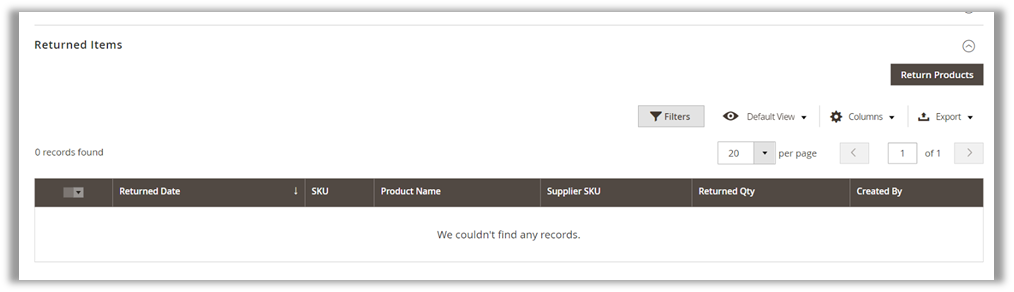 Returned Items
Return Products
Filters Default View Columns Export
0 records found 20 per page 1 of 1
Returned Date ↓ SKU Product Name Supplier SKU Returned Qty Created By
We couldn't find any records.